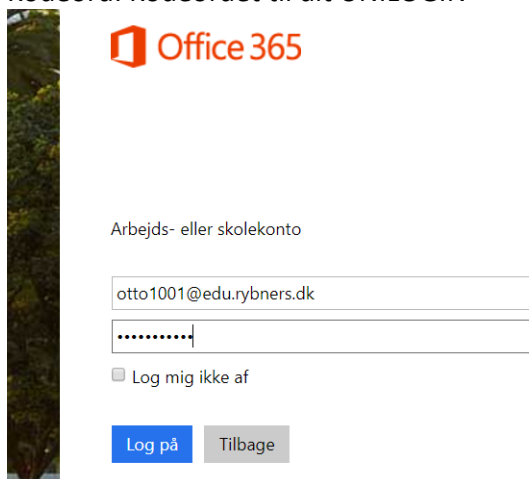 Office 365
Arbejds- eller skolekonto
otto1001@edu.rybners.dk
•••••••••••
Log mig ikke af
Log på
Tilbage